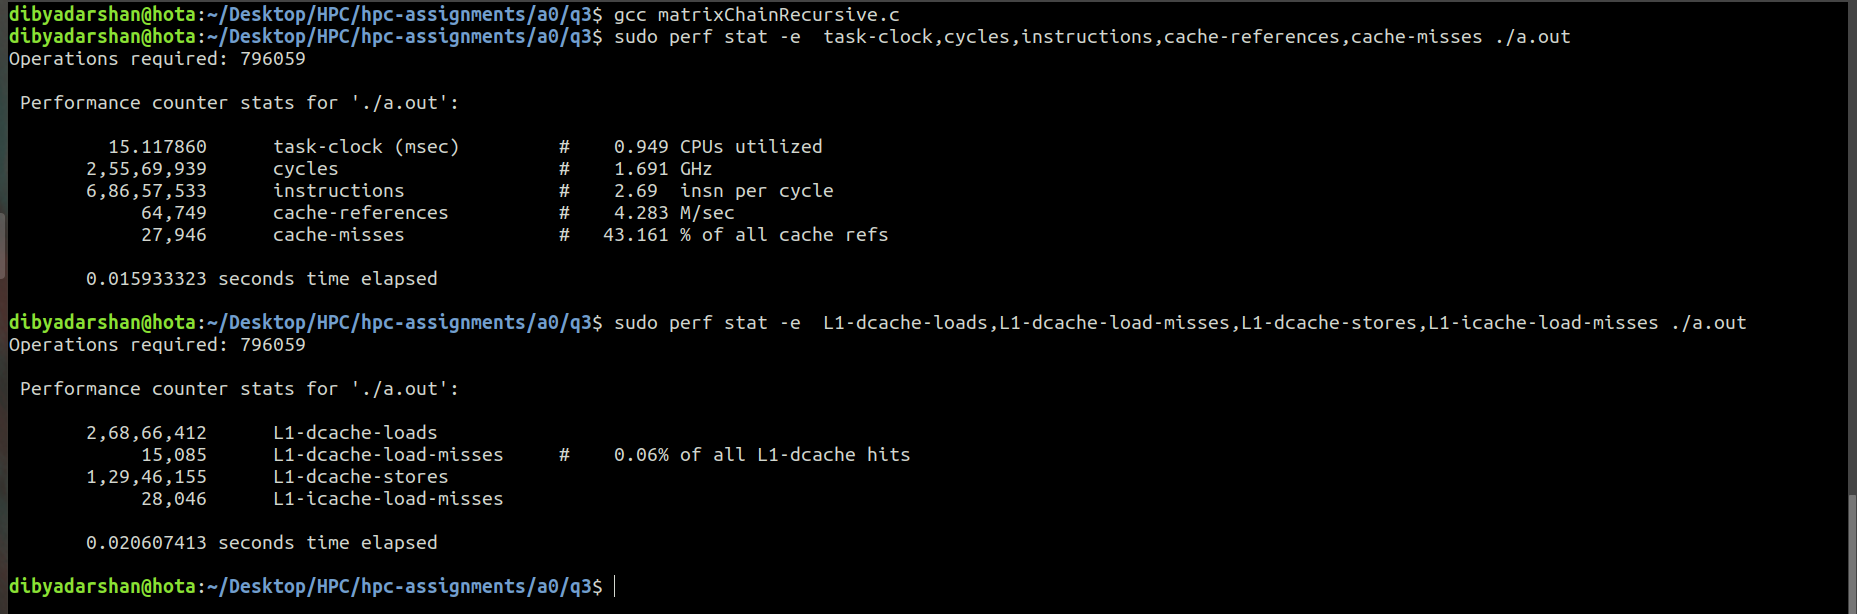 dibyadarshan@hota:~/Desktop/HPC/hpc-assignments/a0/q3$ gcc matrixChainRecursive.c
dibyadarshan@hota:~/Desktop/HPC/hpc-assignments/a0/q3$ sudo perf stat -e  task-clock,cycles,instructions,cache-references,cache-misses ./a.out
Operations required: 796059
Performance counter stats for './a.out':
15.117860      task-clock (msec)         #    0.949 CPUs utilized
2,55,69,939      cycles                    #    1.691 GHz
6,86,57,533      instructions              #    2.69  insn per cycle
64,749      cache-references          #    4.283 M/sec
27,946      cache-misses              #   43.161 % of all cache refs
0.015933323 seconds time elapsed
dibyadarshan@hota:~/Desktop/HPC/hpc-assignments/a0/q3$ sudo perf stat -e  L1-dcache-loads,L1-dcache-load-misses,L1-dcache-stores,L1-icache-load-misses ./a.out
Operations required: 796059
Performance counter stats for './a.out':
2,68,66,412      L1-dcache-loads
15,085      L1-dcache-load-misses     #    0.06% of all L1-dcache hits
1,29,46,155      L1-dcache-stores
28,046      L1-icache-load-misses
0.020607413 seconds time elapsed
dibyadarshan@hota:~/Desktop/HPC/hpc-assignments/a0/q3$